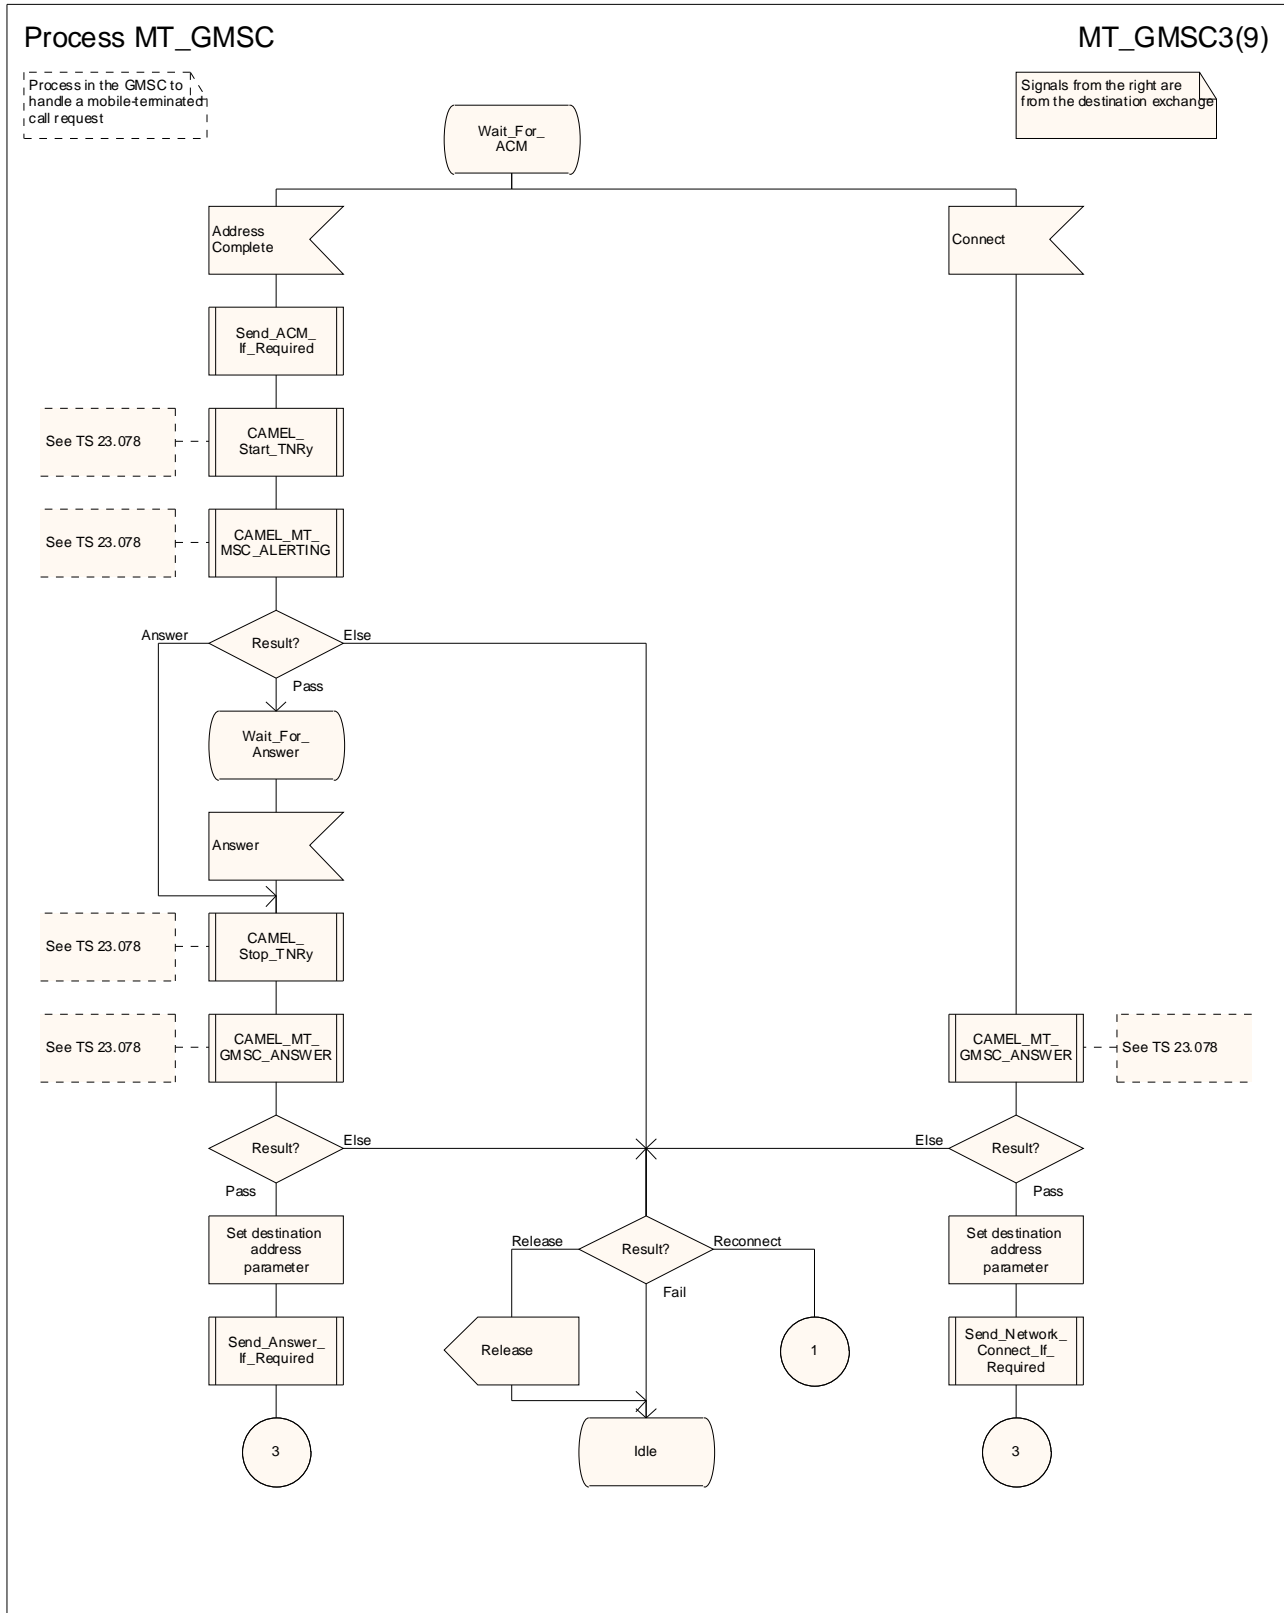 Process MT_GMSC
MT_GMSC3(9)
Process in the GMSC to
handle a mobile-terminated
call request
Signals from the right are
from the destination exchange
Wait_For_
ACM
Address
Complete
Connect
Send_ACM_
If_Required
See TS 23.078
CAMEL_
Start_TNRy
See TS 23.078
CAMEL_MT_
MSC_ALERTING
Answer
Result?
Else
Pass
Wait_For_
Answer
Answer
See TS 23.078
CAMEL_
Stop_TNRy
See TS 23.078
CAMEL_MT_
GMSC_ANSWER
CAMEL_MT_
GMSC_ANSWER
See TS 23.078
Result?
Else
Else
Result?
Pass
Pass
Set destination
address
parameter
Release
Result?
Reconnect
Fail
Set destination
address
parameter
Send_Answer_
If_Required
Release
1
Send_Network_
Connect_If_
Required
3
Idle
3